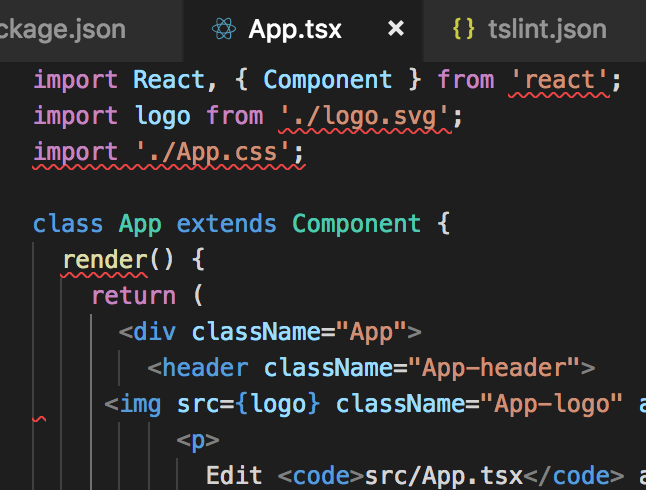 ckage.json App.tsx × {} tslint.json
import React, { Component } from 'react';
import logo from './logo.svg';
import './App.css';
class App extends Component {
render() {
return (
<div className="App">
<header className="App-header">
<img src={logo} className="App-logo" a
<p>
Edit <code>src/App.tsx</code> a